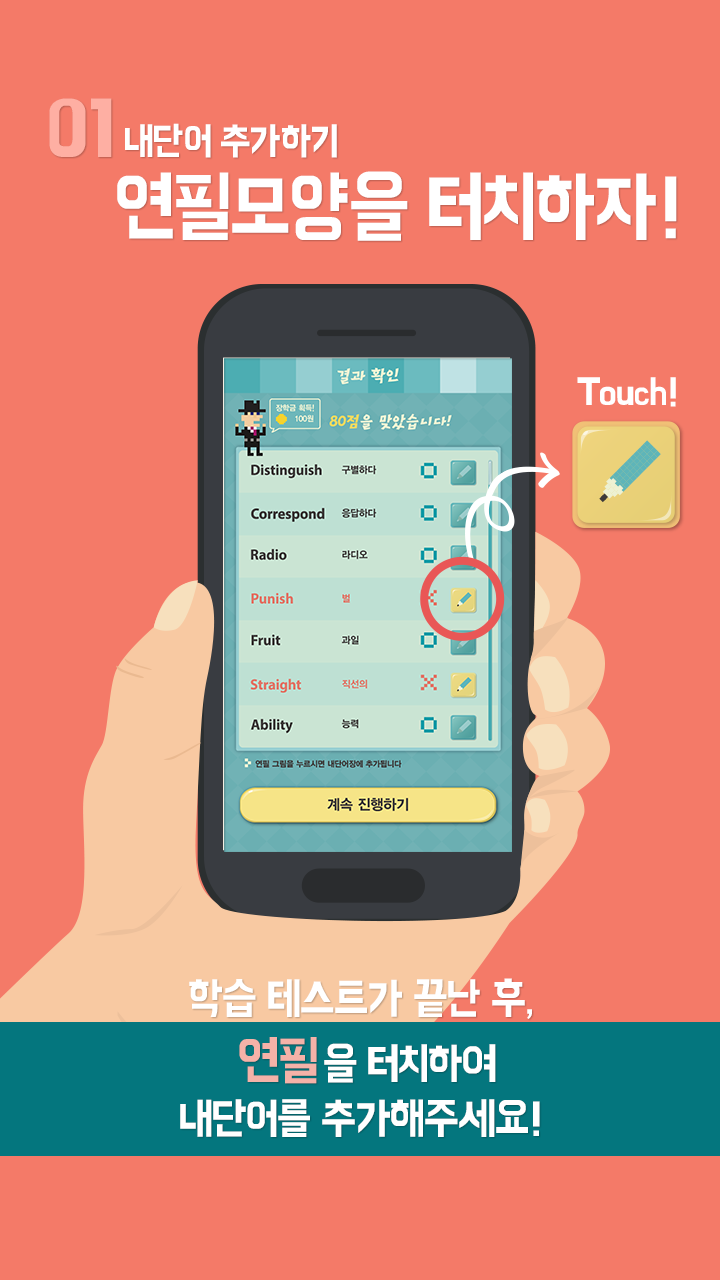 01 내단어 추가하기
연필모양을 터치하자!
결과 확인
장학금 획득!
100원
80점을 맞았습니다!
Touch!
Distinguish 구별하다
Correspond 응답하다
Radio 라디오
Punish 벌
Fruit 과일
Straight 직선의
Ability 능력
연필 그림을 누르시면 내단어장에 추가됩니다
계속 진행하기
학습 테스트가 끝난 후,
연필을 터치하여
내단어를 추가해주세요!